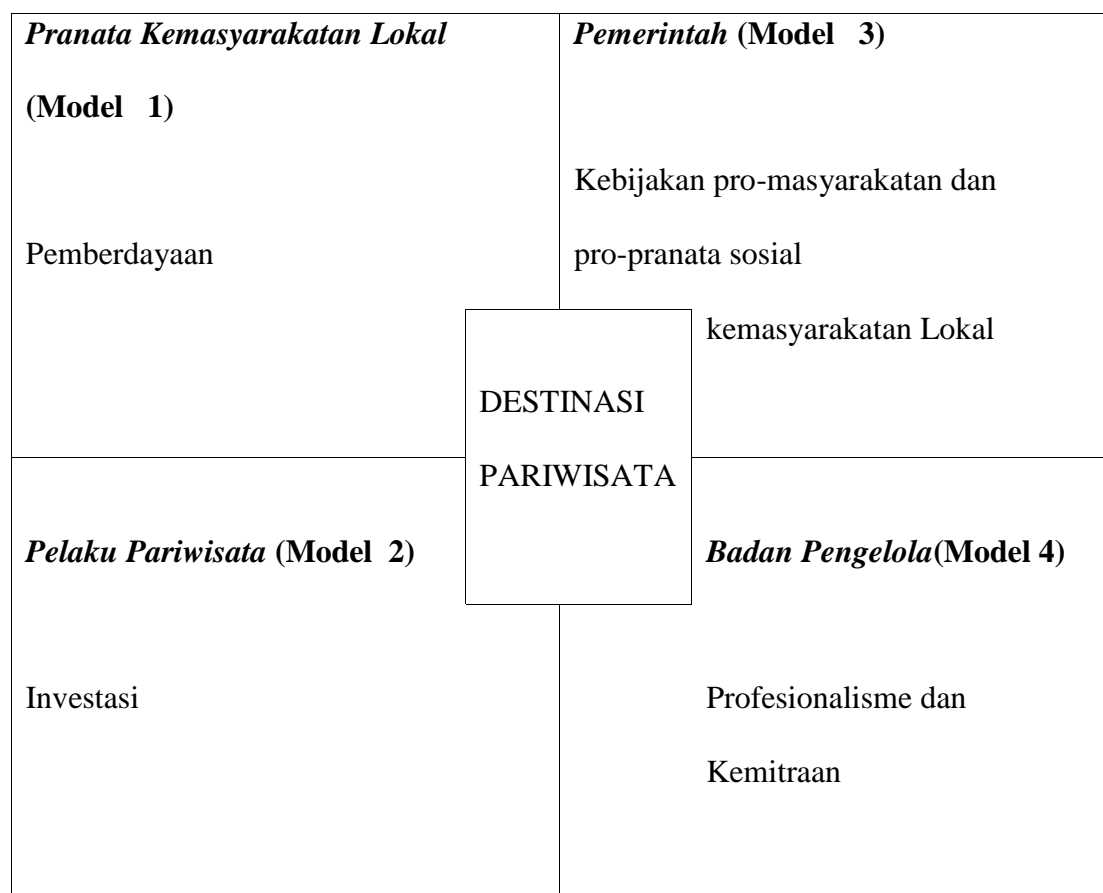 Pranata Kemasyarakatan Lokal
(Model 1)
Pemberdayaan
Pemerintah (Model 3)
Kebijakan pro-masyarakatan dan
pro-pranata sosial
kemasyarakatan Lokal
DESTINASI
PARIWISATA
Pelaku Pariwisata (Model 2)
Investasi
Badan Pengelola(Model 4)
Profesionalisme dan
Kemitraan